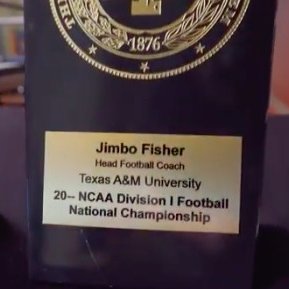 1876
Jimbo Fisher
Head Football Coach
Texas A&M University
20-- NCAA Division I Football
National Championship